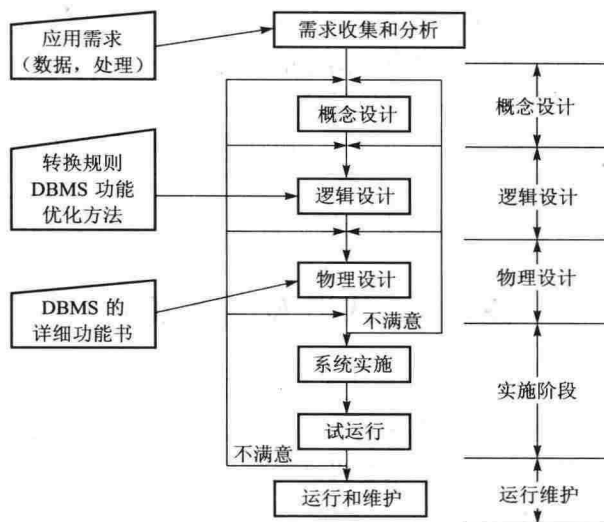 应用需求
（数据，处理）
需求收集和分析
概念设计
概念设计
转换规则
DBMS 功能
优化方法
逻辑设计
逻辑设计
物理设计
物理设计
DBMS 的
详细功能书
不满意
系统实施
实施阶段
试运行
不满意
运行和维护
运行维护